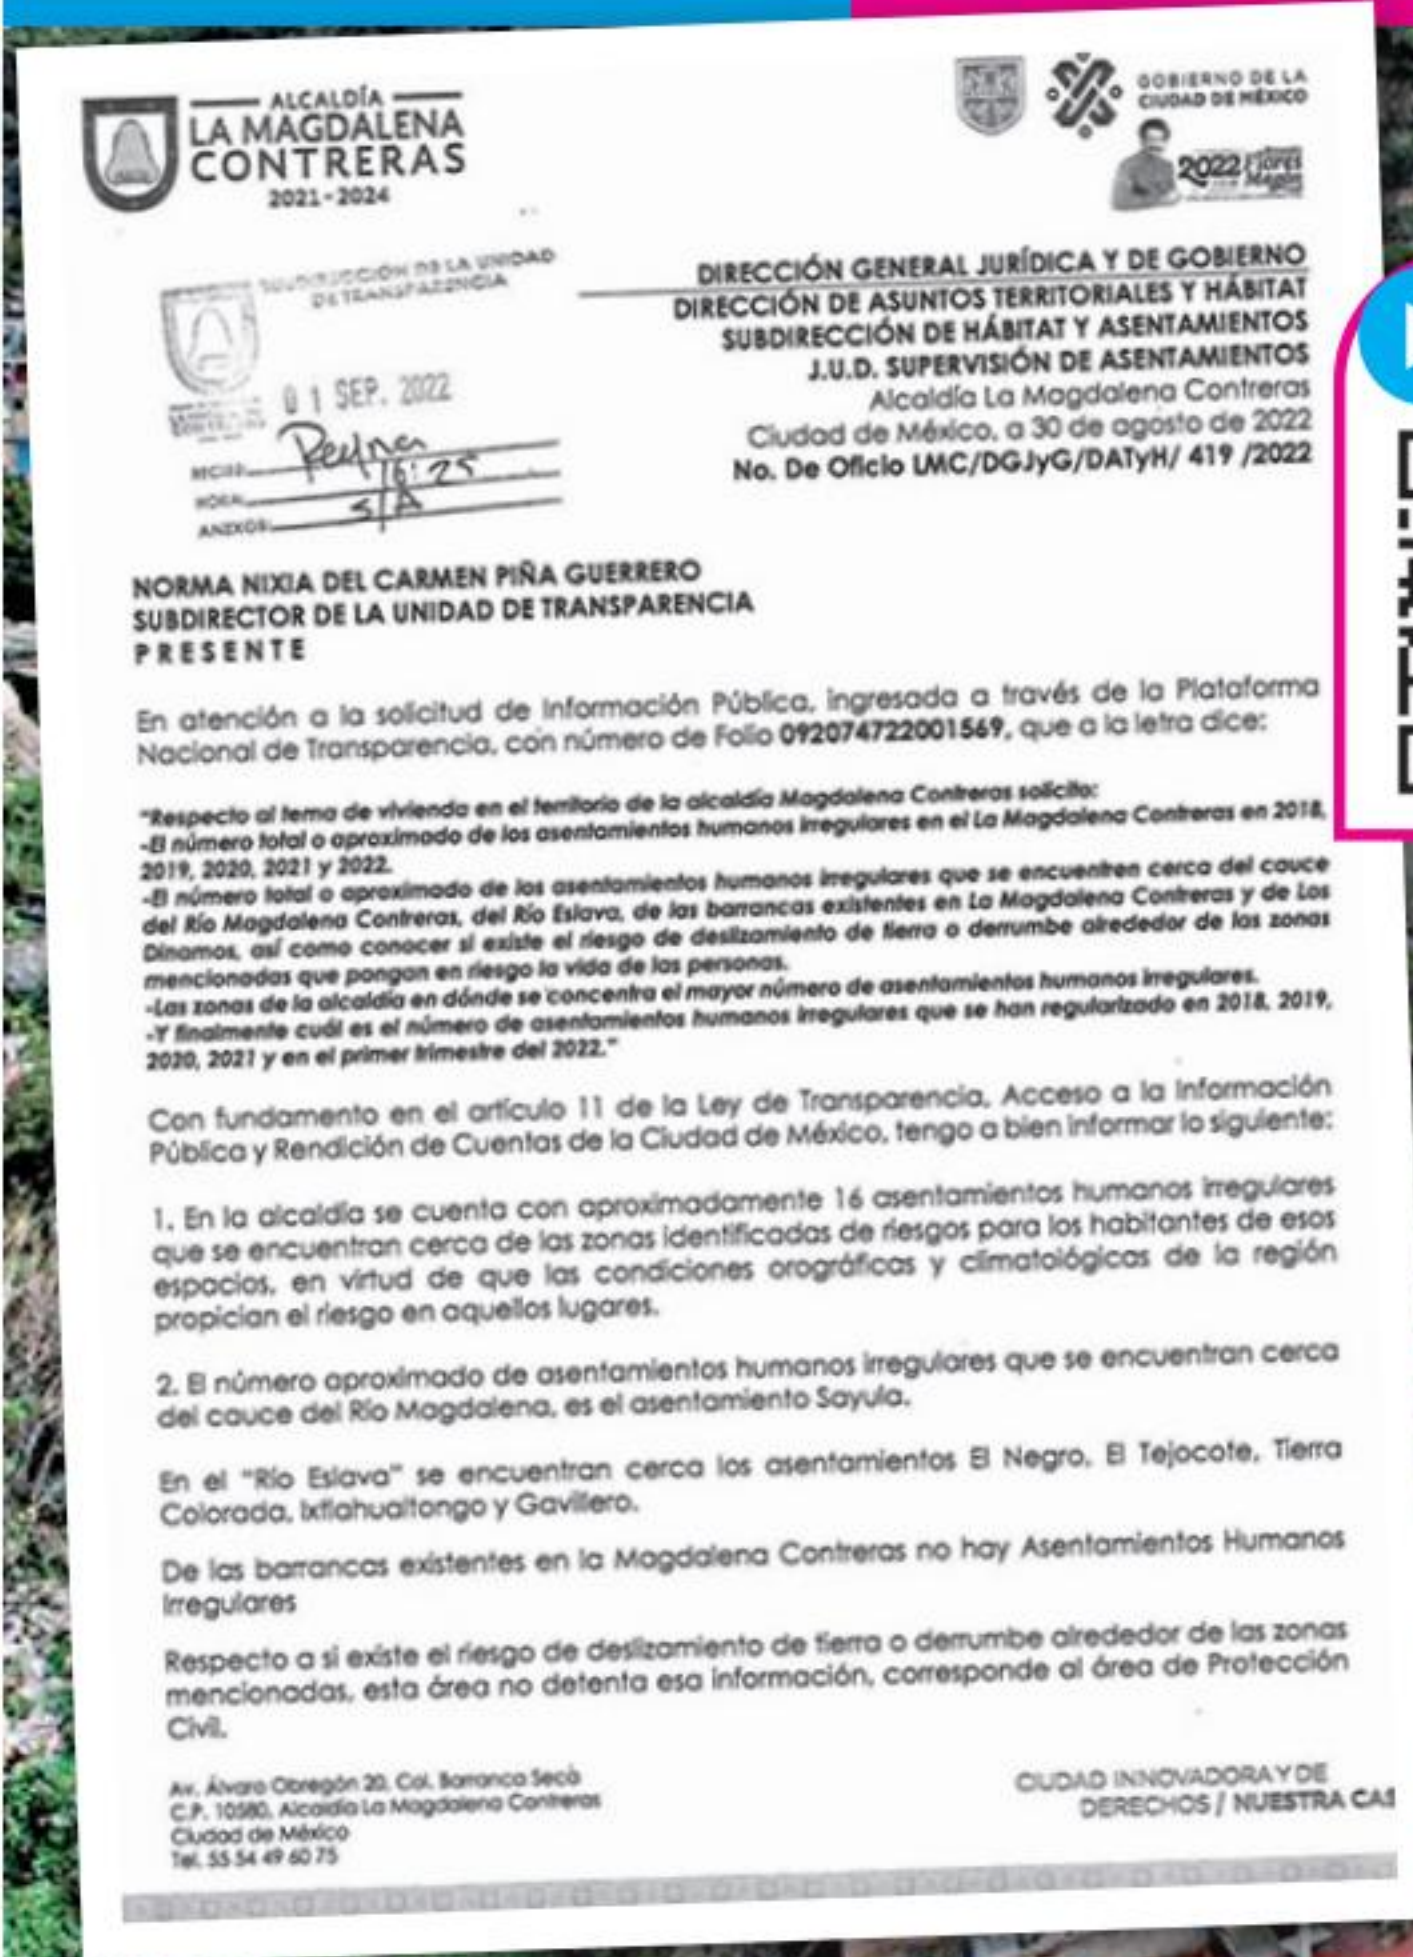 ALCALDÍA
LA MAGDALENA
CONTRERAS
2021-2024
GOBIERNO DE LA
CIUDAD DE MÉXICO
2022 Flores
Magón
SUBDIRECCIÓN DE LA UNIDAD
DE TRANSPARENCIA
01 SEP. 2022
RECIBE:
16:25
HORA:
S/A
ANEXOS:
DIRECCIÓN GENERAL JURÍDICA Y DE GOBIERNO
DIRECCIÓN DE ASUNTOS TERRITORIALES Y HÁBITAT
SUBDIRECCIÓN DE HÁBITAT Y ASENTAMIENTOS
J.U.D. SUPERVISIÓN DE ASENTAMIENTOS
Alcaldía La Magdalena Contreras
Ciudad de México, a 30 de agosto de 2022
No. De Oficio LMC/DGJyG/DATyH/ 419 /2022
NORMA NIXIA DEL CARMEN PIÑA GUERRERO
SUBDIRECTOR DE LA UNIDAD DE TRANSPARENCIA
P R E S E N T E
En atención a la solicitud de Información Pública, ingresada a través de la Plataforma
Nacional de Transparencia, con número de Folio 092074722001569, que a la letra dice:
"Respecto al tema de vivienda en el territorio de la alcaldía Magdalena Contreras solicito:
-El número total o aproximado de los asentamientos humanos irregulares en el La Magdalena Contreras en 2018,
2019, 2020, 2021 y 2022.
-El número total o aproximado de los asentamientos humanos irregulares que se encuentren cerca del cauce
del Río Magdalena Contreras, del Río Eslava, de las barrancas existentes en La Magdalena Contreras y de Los
Dinamos, así como conocer si existe el riesgo de deslizamiento de tierra o derrumbe alrededor de las zonas
mencionadas que pongan en riesgo la vida de las personas.
-Las zonas de la alcaldía en dónde se concentra el mayor número de asentamientos humanos irregulares.
-Y finalmente cuál es el número de asentamientos humanos irregulares que se han regularizado en 2018, 2019,
2020, 2021 y en el primer trimestre del 2022."
Con fundamento en el artículo 11 de la Ley de Transparencia, Acceso a la Información
Pública y Rendición de Cuentas de la Ciudad de México, tengo a bien informar lo siguiente:
1. En la alcaldía se cuenta con aproximadamente 16 asentamientos humanos irregulares
que se encuentran cerca de las zonas identificadas de riesgos para los habitantes de esos
espacios, en virtud de que las condiciones orográficas y climatológicas de la región
propician el riesgo en aquellos lugares.
2. El número aproximado de asentamientos humanos irregulares que se encuentran cerca
del cauce del Río Magdalena, es el asentamiento Sayula.
En el "Río Eslava" se encuentran cerca los asentamientos El Negro, El Tejocote, Tierra
Colorada, Ixtlahualtongo y Gavillero.
De las barrancas existentes en la Magdalena Contreras no hay Asentamientos Humanos
Irregulares
Respecto a si existe el riesgo de deslizamiento de tierra o derrumbe alrededor de las zonas
mencionadas, esta área no detenta esa información, corresponde al área de Protección
Civil.
Av. Álvaro Obregón 20, Col. Barranca Seca
C.P. 10580, Alcaldía La Magdalena Contreras
Ciudad de México
Tel. 55 54 49 60 75
CIUDAD INNOVADORA Y DE
DERECHOS / NUESTRA CAS